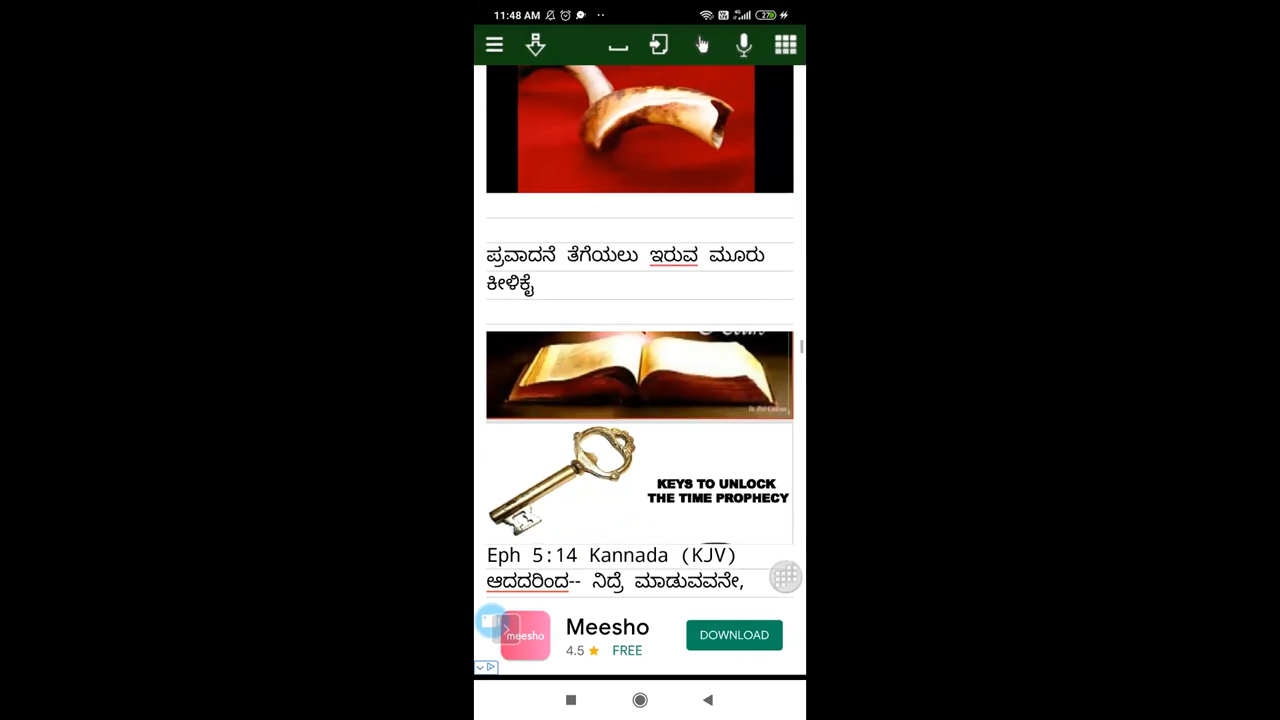 11:48 AM
27
ಪ್ರವಾದನೆ ತೆಗೆಯಲು ಇರುವ ಮೂರು
ಕೀಳಿಕೈ
KEYS TO UNLOCK
THE TIME PROPHECY
Eph 5:14 Kannada (KJV)
ಆದದರಿಂದ-- ನಿದ್ರೆ ಮಾಡುವವನೇ,
meesho
Meesho
4.5 ★ FREE
DOWNLOAD